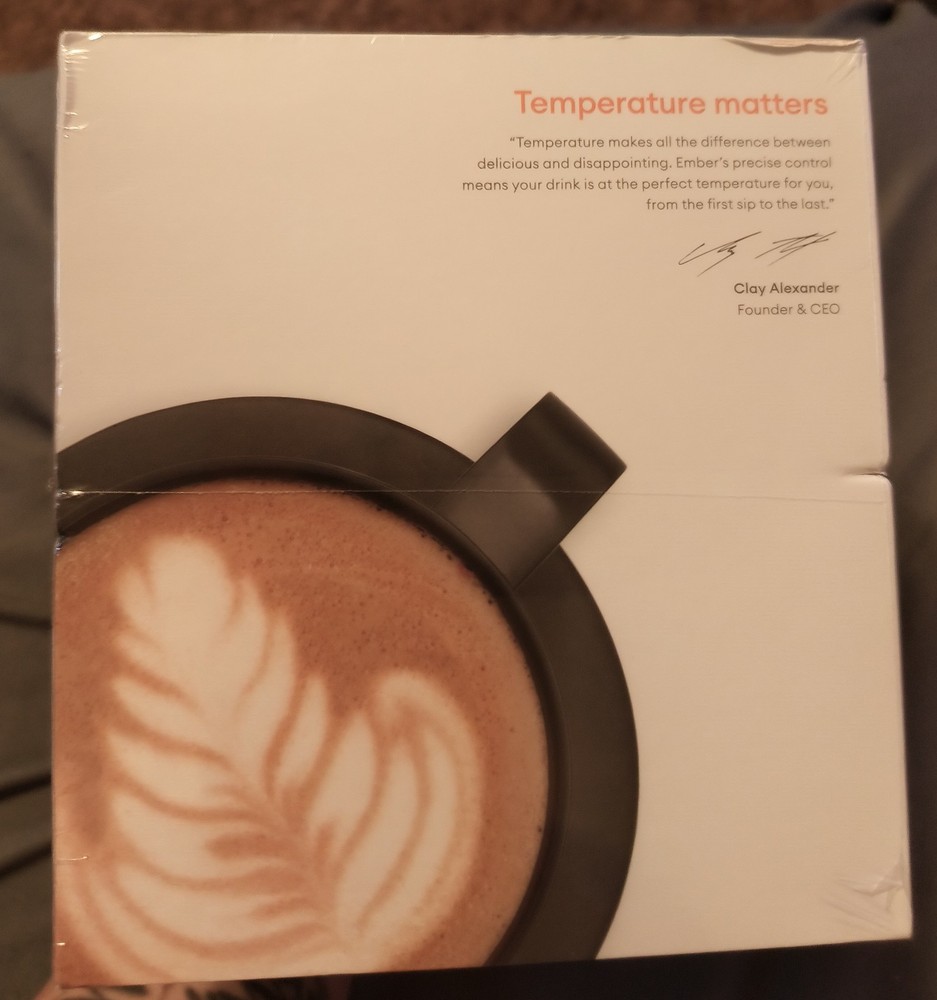 Temperature matters
“Temperature makes all the difference between
delicious and disappointing. Ember’s precise control
means your drink is at the perfect temperature for you,
from the first sip to the last.”
Clay Alexander
Founder & CEO